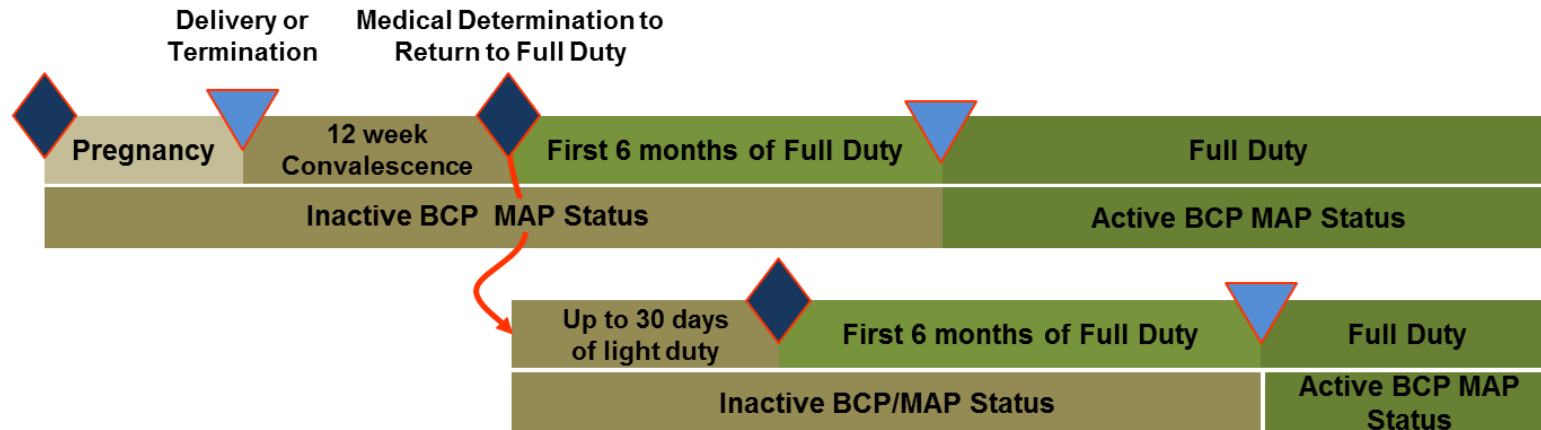 Delivery or
Termination
Medical Determination to
Return to Full Duty
Pregnancy
12 week
Convalescence
First 6 months of Full Duty
Full Duty
Inactive BCP MAP Status
Active BCP MAP Status
Up to 30 days
of light duty
First 6 months of Full Duty
Full Duty
Inactive BCP/MAP Status
Active BCP MAP
Status